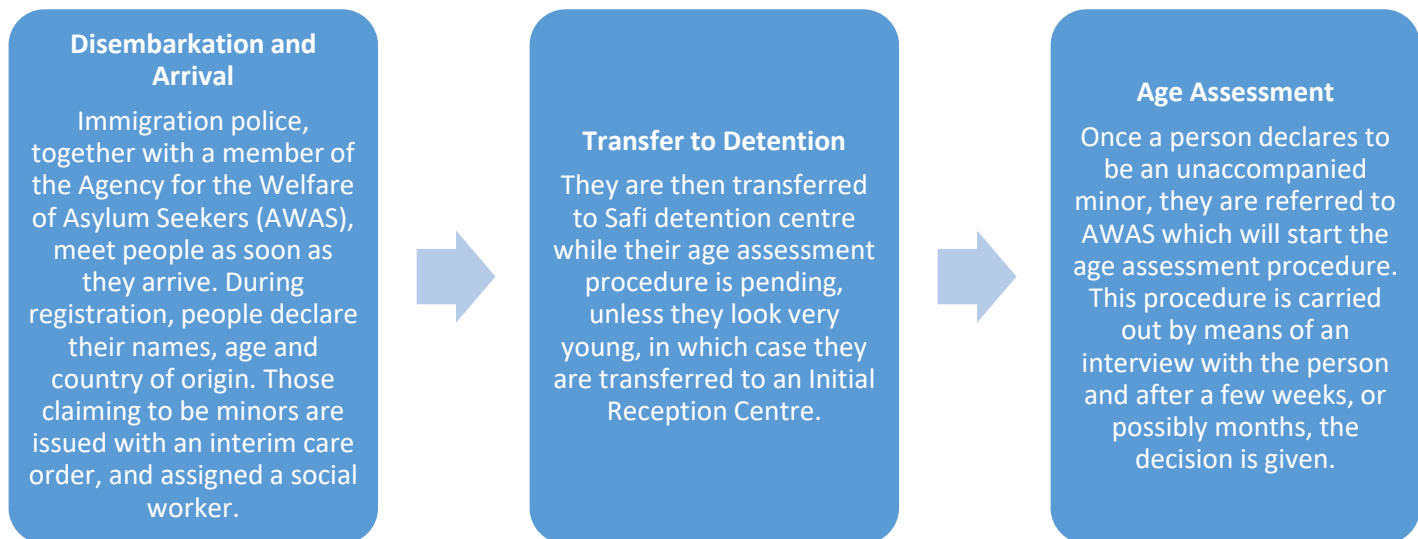 Disembarkation and
Arrival
Immigration police,
together with a member of
the Agency for the Welfare
of Asylum Seekers (AWAS),
meet people as soon as
they arrive. During
registration, people declare
their names, age and
country of origin. Those
claiming to be minors are
issued with an interim care
order, and assigned a social
worker.
Transfer to Detention
They are then transferred
to Safi detention centre
while their age assessment
procedure is pending,
unless they look very
young, in which case they
are transferred to an Initial
Reception Centre.
Age Assessment
Once a person declares to
be an unaccompanied
minor, they are referred to
AWAS which will start the
age assessment procedure.
This procedure is carried
out by means of an
interview with the person
and after a few weeks, or
possibly months, the
decision is given.